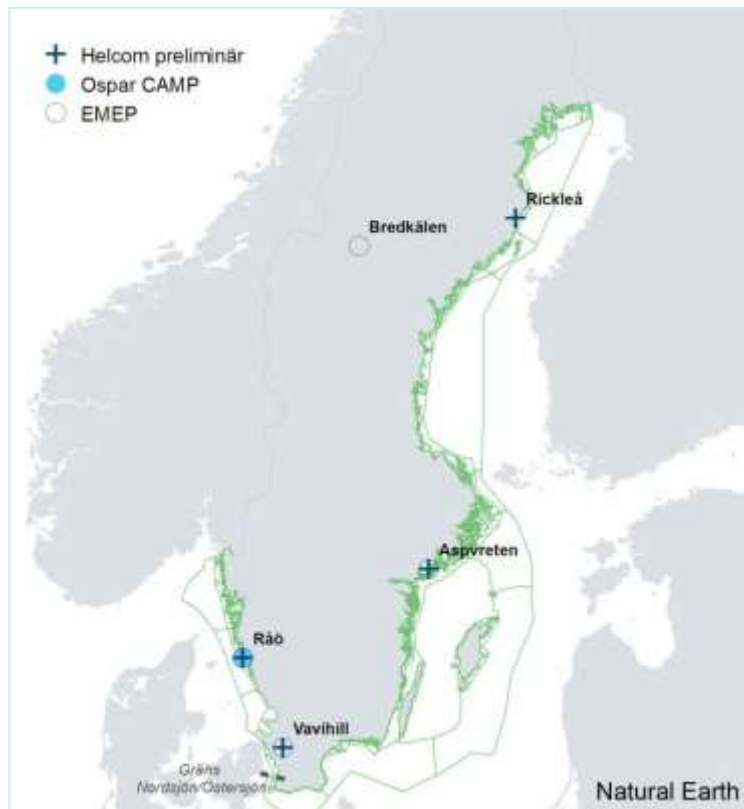 Helcom preliminär
Ospar CAMP
EMEP
Rickleå
Bredkälen
Aspvreten
Råö
Vavihill
Gräns
Nordsjön/Östersjön
Natural Earth